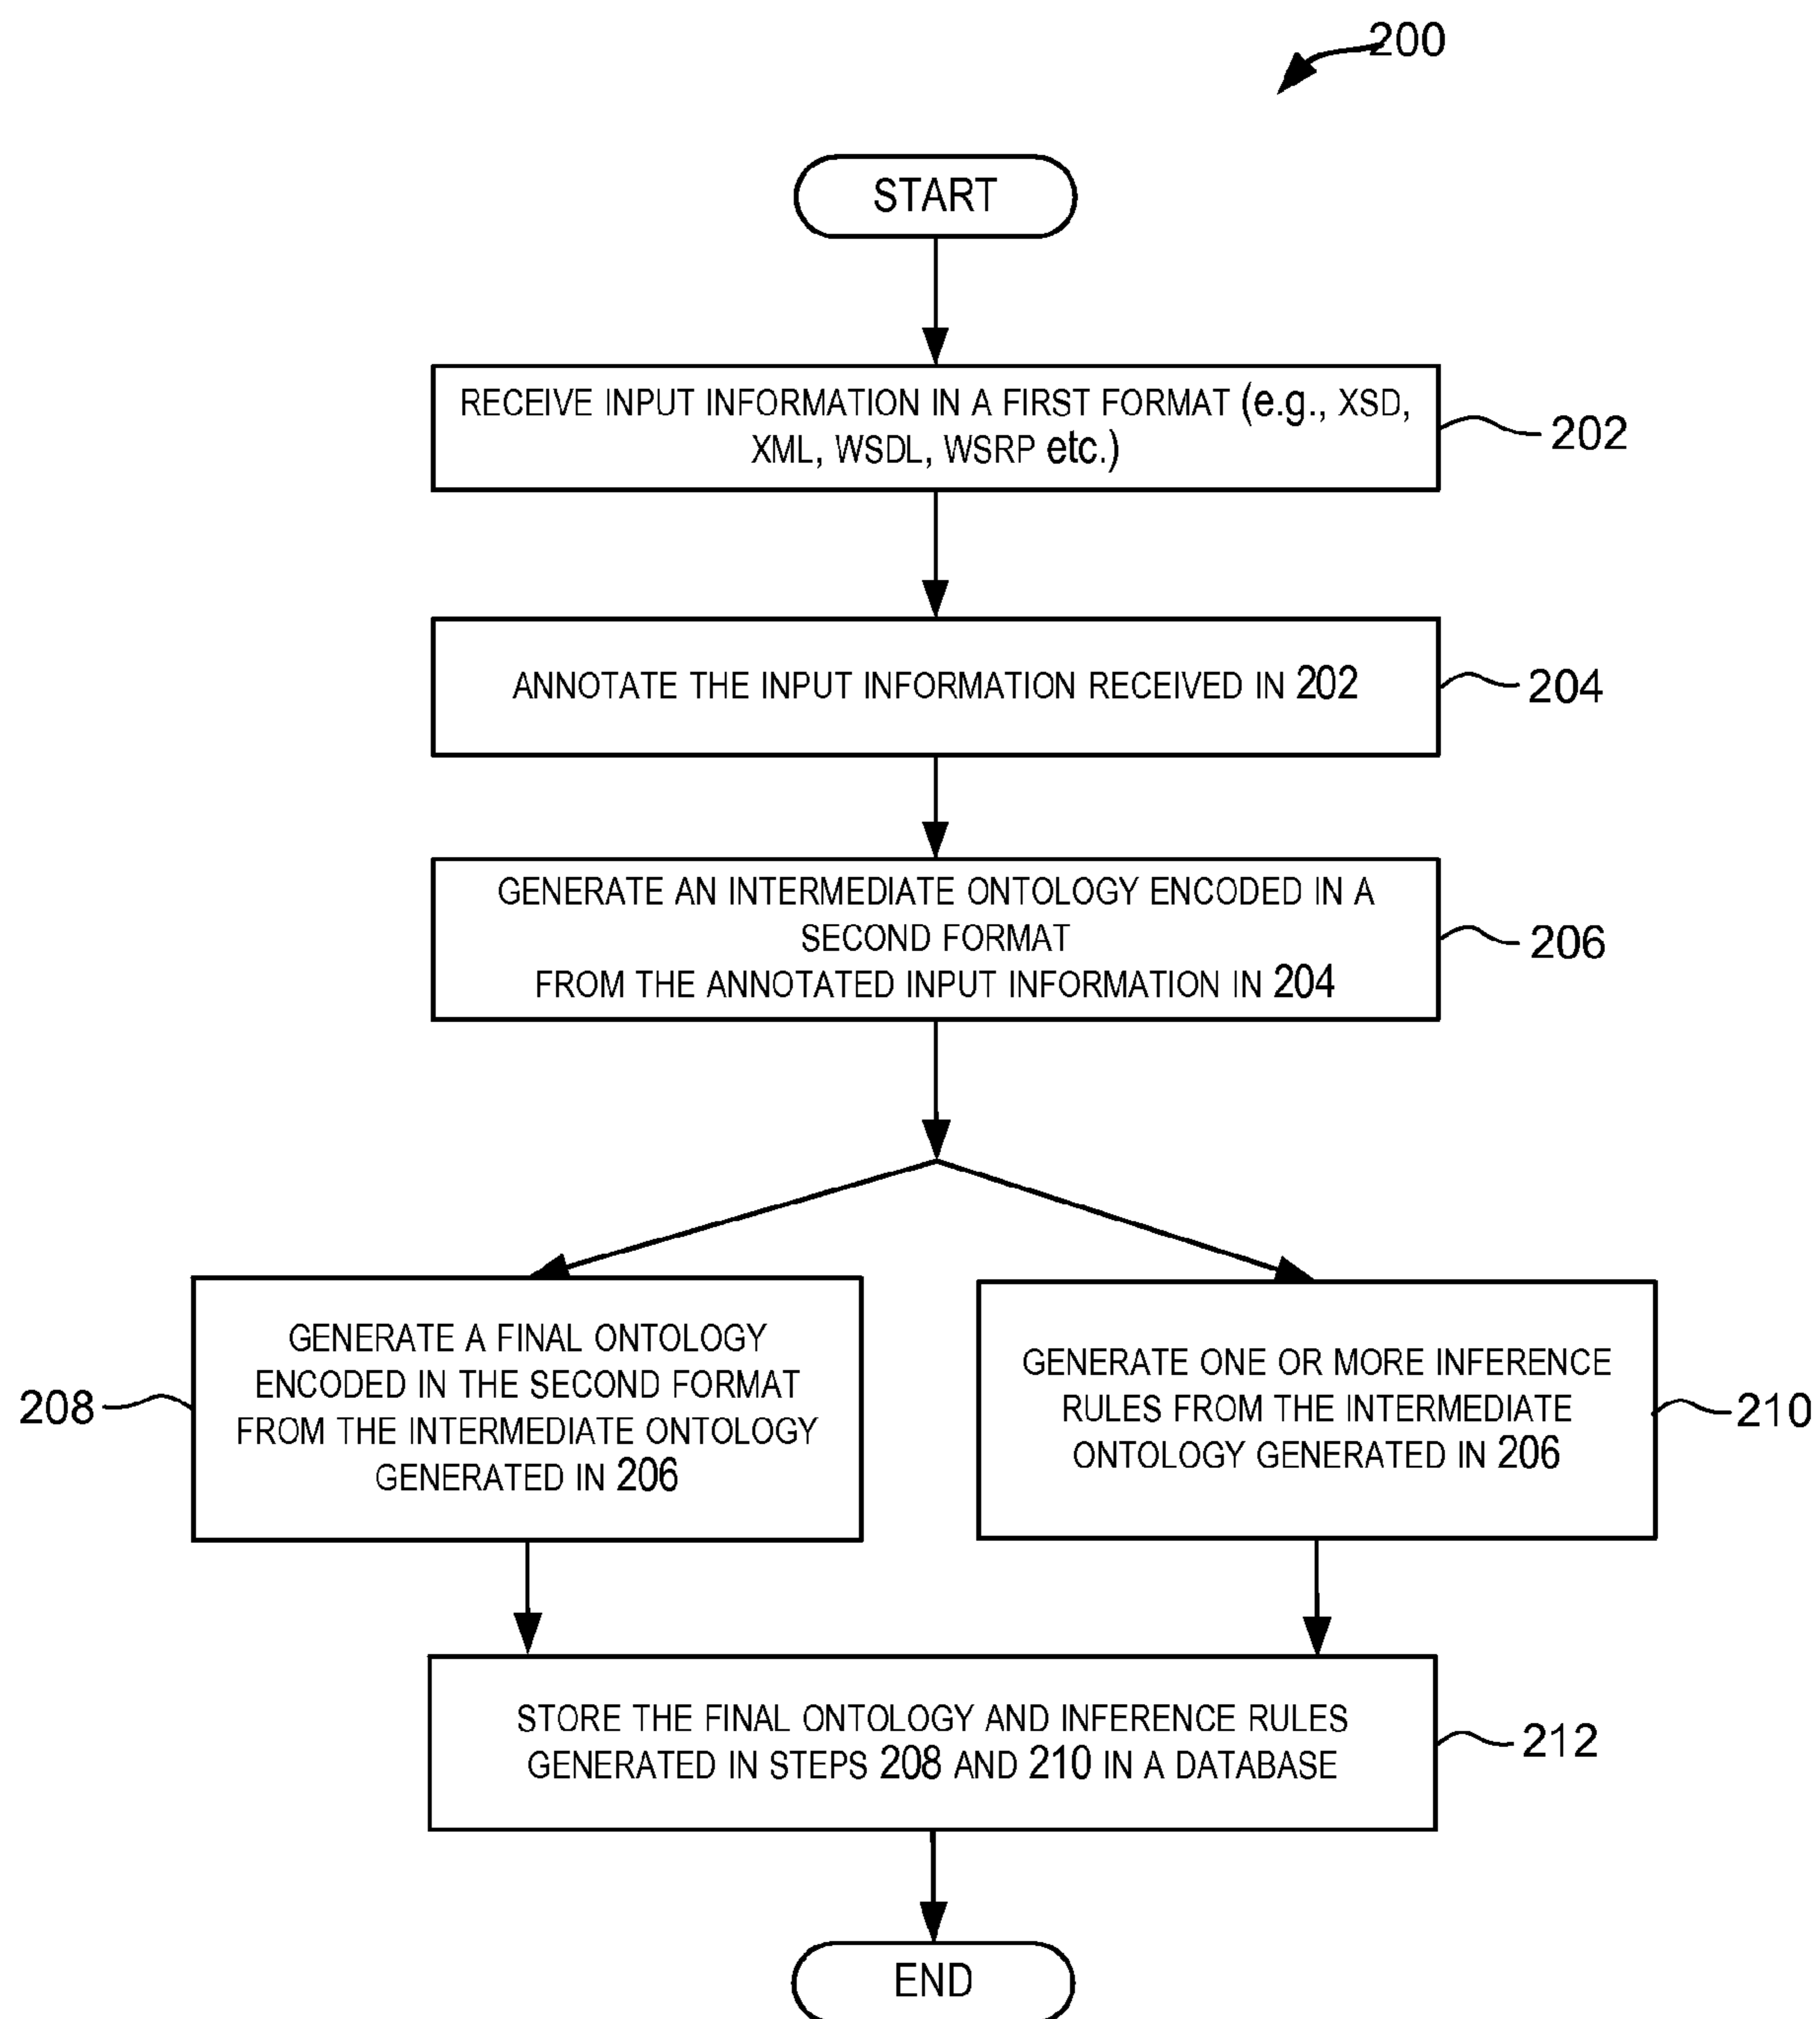 200
START
RECEIVE INPUT INFORMATION IN A FIRST FORMAT (e.g., XSD,
XML, WSDL, WSRP etc.)
202
ANNOTATE THE INPUT INFORMATION RECEIVED IN 202
204
GENERATE AN INTERMEDIATE ONTOLOGY ENCODED IN A
SECOND FORMAT
FROM THE ANNOTATED INPUT INFORMATION IN 204
206
208
GENERATE A FINAL ONTOLOGY
ENCODED IN THE SECOND FORMAT
FROM THE INTERMEDIATE ONTOLOGY
GENERATED IN 206
GENERATE ONE OR MORE INFERENCE
RULES FROM THE INTERMEDIATE
ONTOLOGY GENERATED IN 206
210
STORE THE FINAL ONTOLOGY AND INFERENCE RULES
GENERATED IN STEPS 208 AND 210 IN A DATABASE
212
END